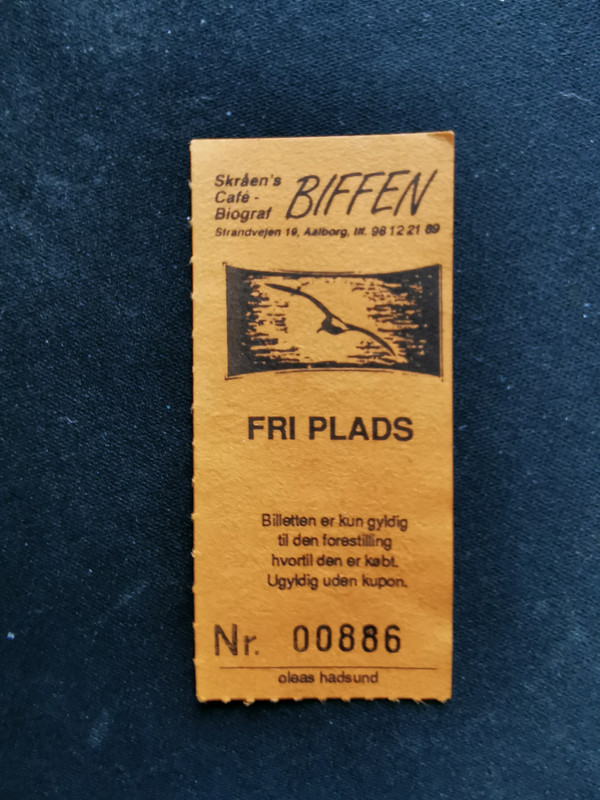 Skråen's
Café -
Biograf
BIFFEN
Strandvejen 19, Aalborg, tlf. 98 12 21 89
FRI PLADS
Billetten er kun gyldig
til den forestilling
hvortil den er købt.
Ugyldig uden kupon.
Nr. 00886
oleas hadsund